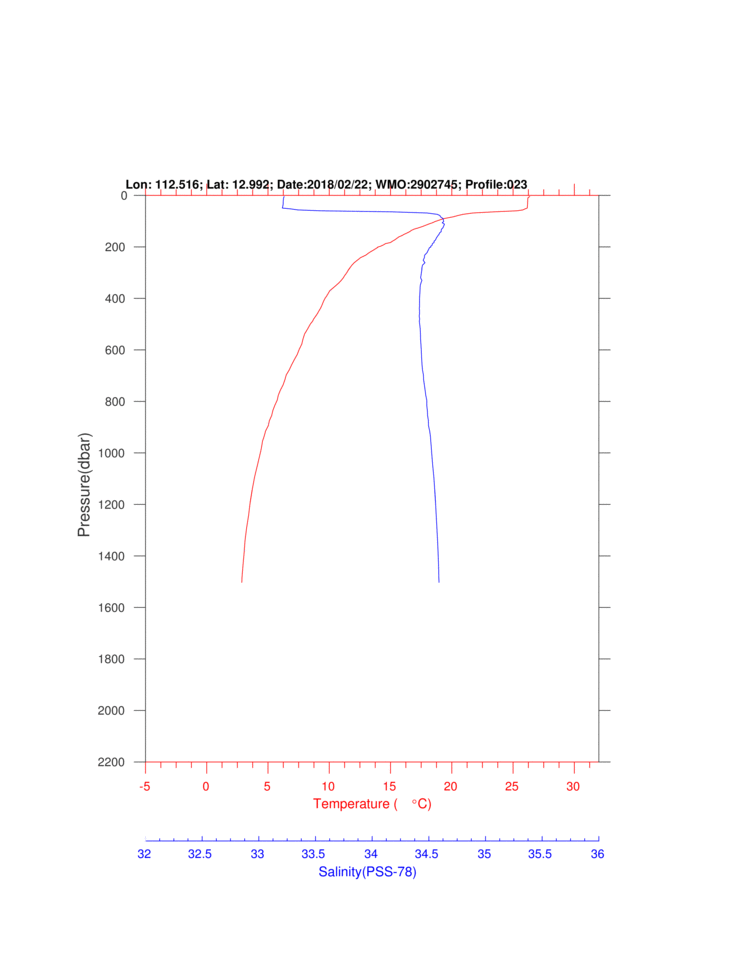 Lon: 112.516; Lat: 12.992; Date:2018/02/22; WMO:2902745; Profile:023
0
200
400
600
800
1000
1200
1400
1600
1800
2000
2200
Pressure(dbar)
-5 0 5 10 15 20 25 30
Temperature ( °C)
32 32.5 33 33.5 34 34.5 35 35.5 36
Salinity(PSS-78)